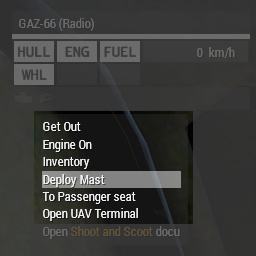 GAZ-66 (Radio)
HULL ENG FUEL 0 km/h
WHL
Get Out
Engine On
Inventory
Deploy Mast
To Passenger seat
Open UAV Terminal
Open Shoot and Scoot docu